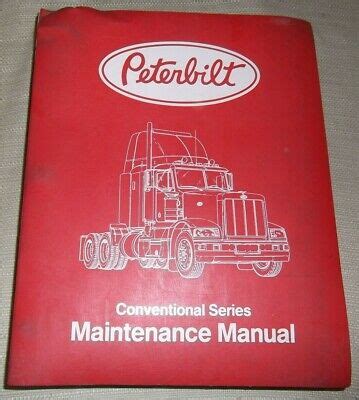 Peterbilt
Conventional Series
Maintenance Manual